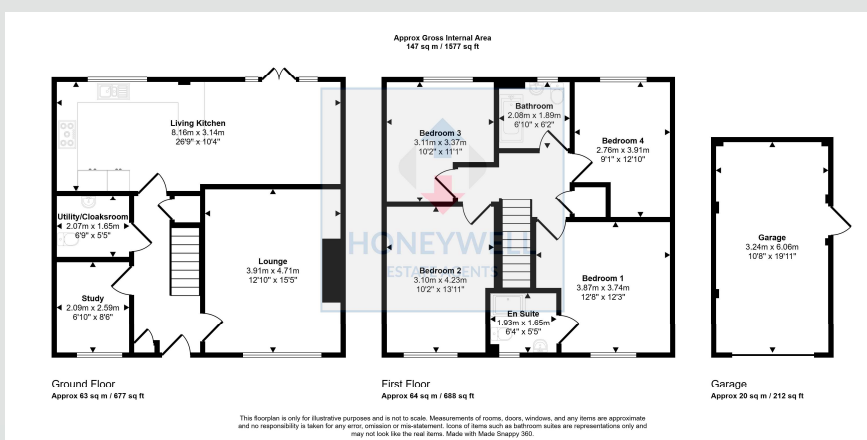 Approx Gross Internal Area
147 sq m / 1577 sq ft
Living Kitchen
8.16m x 3.14m
26'9" x 10'4"
Utility/Cloaksroom
2.07m x 1.65m
6'9" x 5'5"
Lounge
3.91m x 4.71m
12'10" x 15'5"
Study
2.09m x 2.59m
6'10" x 8'6"
Ground Floor
Approx 63 sq m / 677 sq ft
Bedroom 3
3.11m x 3.37m
10'2" x 11'1"
Bathroom
2.08m x 1.89m
6'10" x 6'2"
Bedroom 4
2.76m x 3.91m
9'1" x 12'10"
HONEYWELL
ESTATE AGENTS
Bedroom 2
3.10m x 4.23m
10'2" x 13'11"
Bedroom 1
3.87m x 3.74m
12'8" x 12'3"
En Suite
1.93m x 1.65m
6'4" x 5'5"
First Floor
Approx 64 sq m / 688 sq ft
Garage
3.24m x 6.06m
10'8" x 19'11"
Garage
Approx 20 sq m / 212 sq ft
This floorplan is only for illustrative purposes and is not to scale. Measurements of rooms, doors, windows, and any items are approximate
and no responsibility is taken for any error, omission or mis-statement. Icons of items such as bathroom suites are representations only and
may not look like the real items. Made with Made Snappy 360.